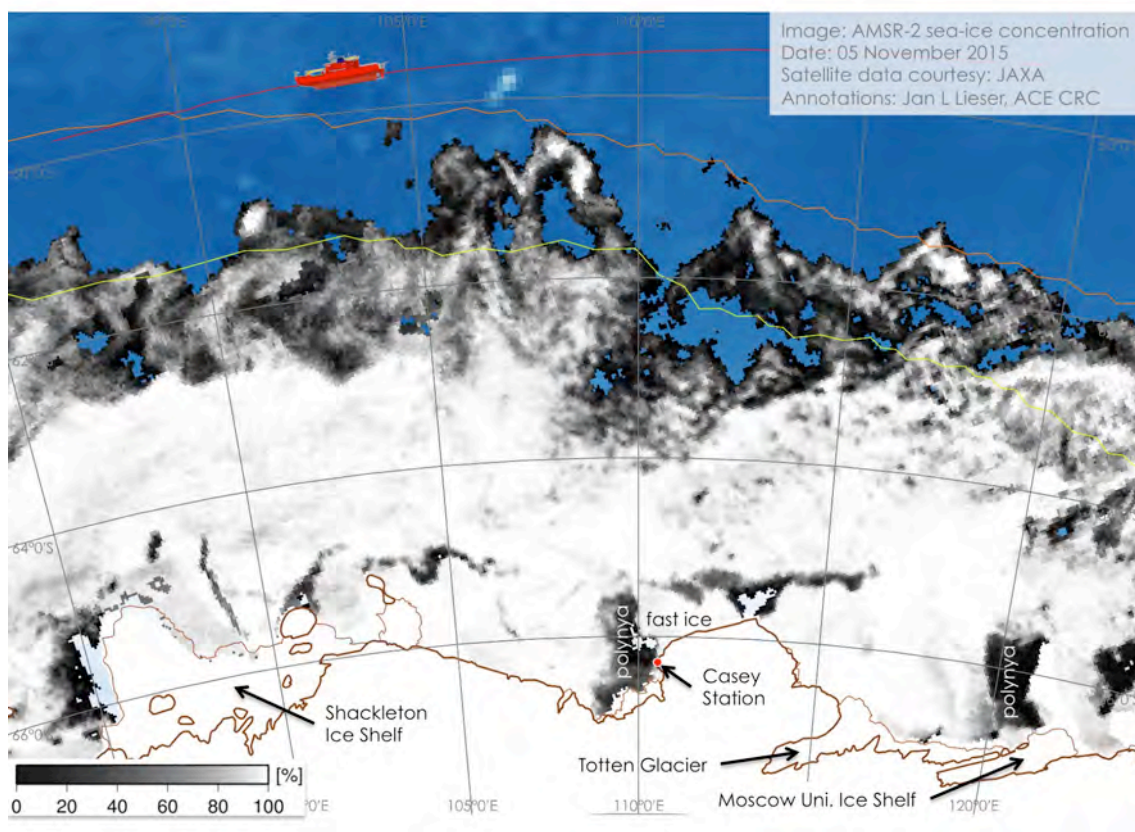 105°0'E
110°0'E
Image: AMSR-2 sea-ice concentration
Date: 05 November 2015
Satellite data courtesy: JAXA
Annotations: Jan L Lieser, ACE CRC
64°0'S
polynya
fast ice
Casey
Station
polynya
Shackleton
Ice Shelf
Totten Glacier
Moscow Uni. Ice Shelf
[%]
0 20 40 60 80 100
105°0'E
110°0'E
120°0'E